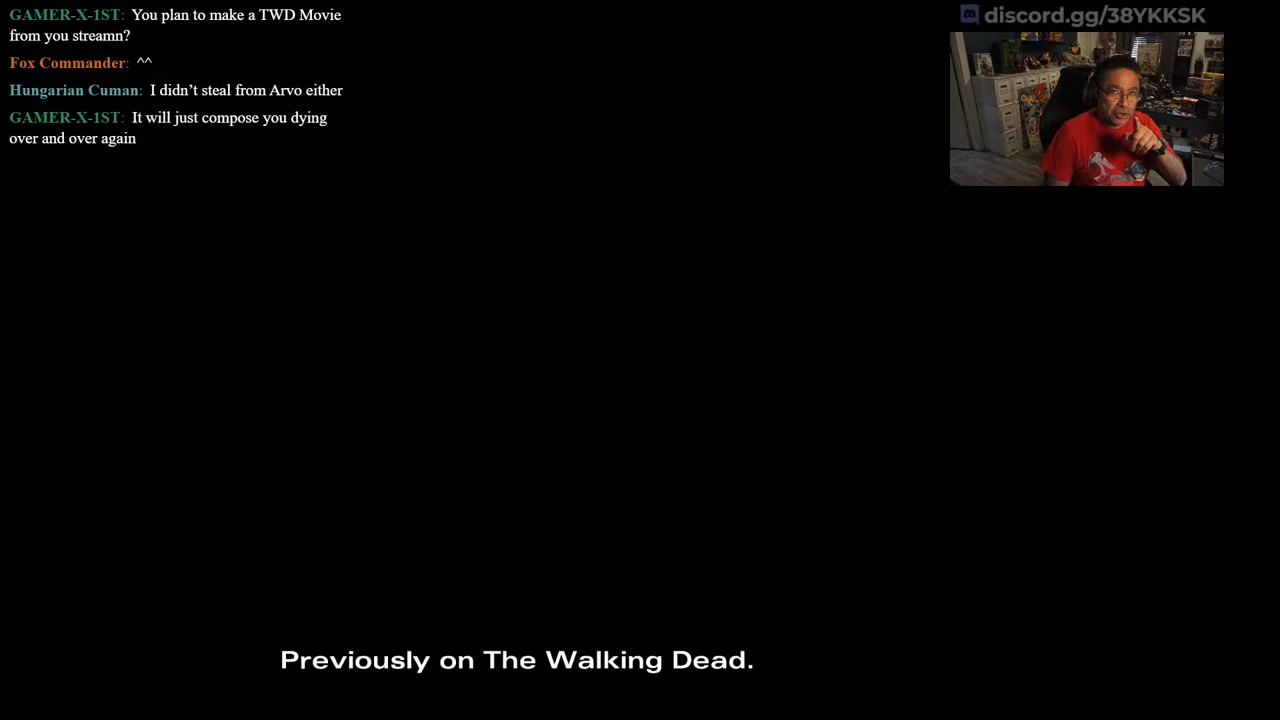 GAMER-X-1ST: You plan to make a TWD Movie
from you streamn?
Fox Commander: ^^
Hungarian Cuman: I didn't steal from Arvo either
GAMER-X-1ST: It will just compose you dying
over and over again
discord.gg/38YKKSK
Previously on The Walking Dead.